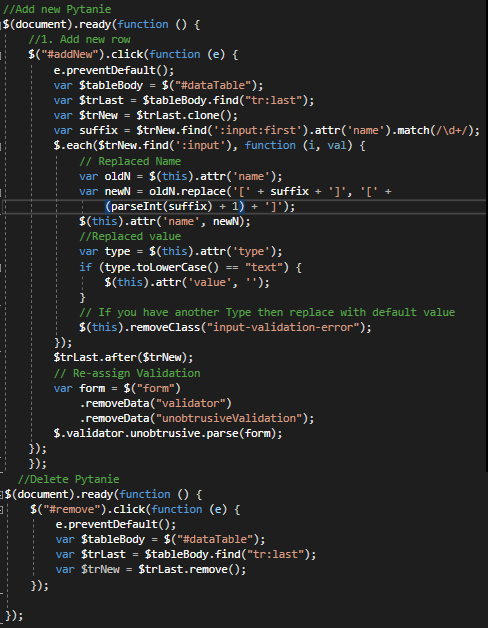 //Add new Pytanie
$(document).ready(function () {
//1. Add new row
$("#addNew").click(function (e) {
e.preventDefault();
var $tableBody = $("#dataTable");
var $trLast = $tableBody.find("tr:last");
var $trNew = $trLast.clone();
var suffix = $trNew.find(':input:first').attr('name').match(/\d+/);
$.each($trNew.find(':input'), function (i, val) {
// Replaced Name
var oldN = $(this).attr('name');
var newN = oldN.replace('[' + suffix + ']', '[' +
(parseInt(suffix) + 1) + ']');
$(this).attr('name', newN);
//Replaced value
var type = $(this).attr('type');
if (type.toLowerCase() == "text") {
$(this).attr('value', '');
}
// If you have another Type then replace with default value
$(this).removeClass("input-validation-error");
});
$trLast.after($trNew);
// Re-assign Validation
var form = $("form")
.removeData("validator")
.removeData("unobtrusiveValidation");
$.validator.unobtrusive.parse(form);
});
});
//Delete Pytanie
$(document).ready(function () {
$("#remove").click(function (e) {
e.preventDefault();
var $tableBody = $("#dataTable");
var $trLast = $tableBody.find("tr:last");
var $trNew = $trLast.remove();
});
});